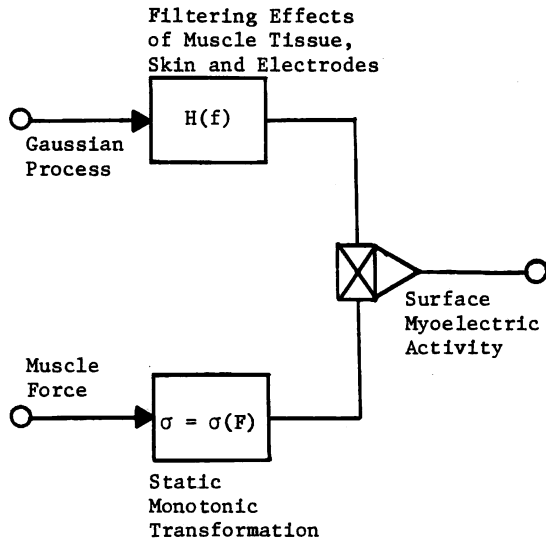 Filtering Effects
of Muscle Tissue,
Skin and Electrodes
H(f)
Gaussian
Process
Surface
Myoelectric
Activity
Muscle
Force
σ = σ(F)
Static
Monotonic
Transformation